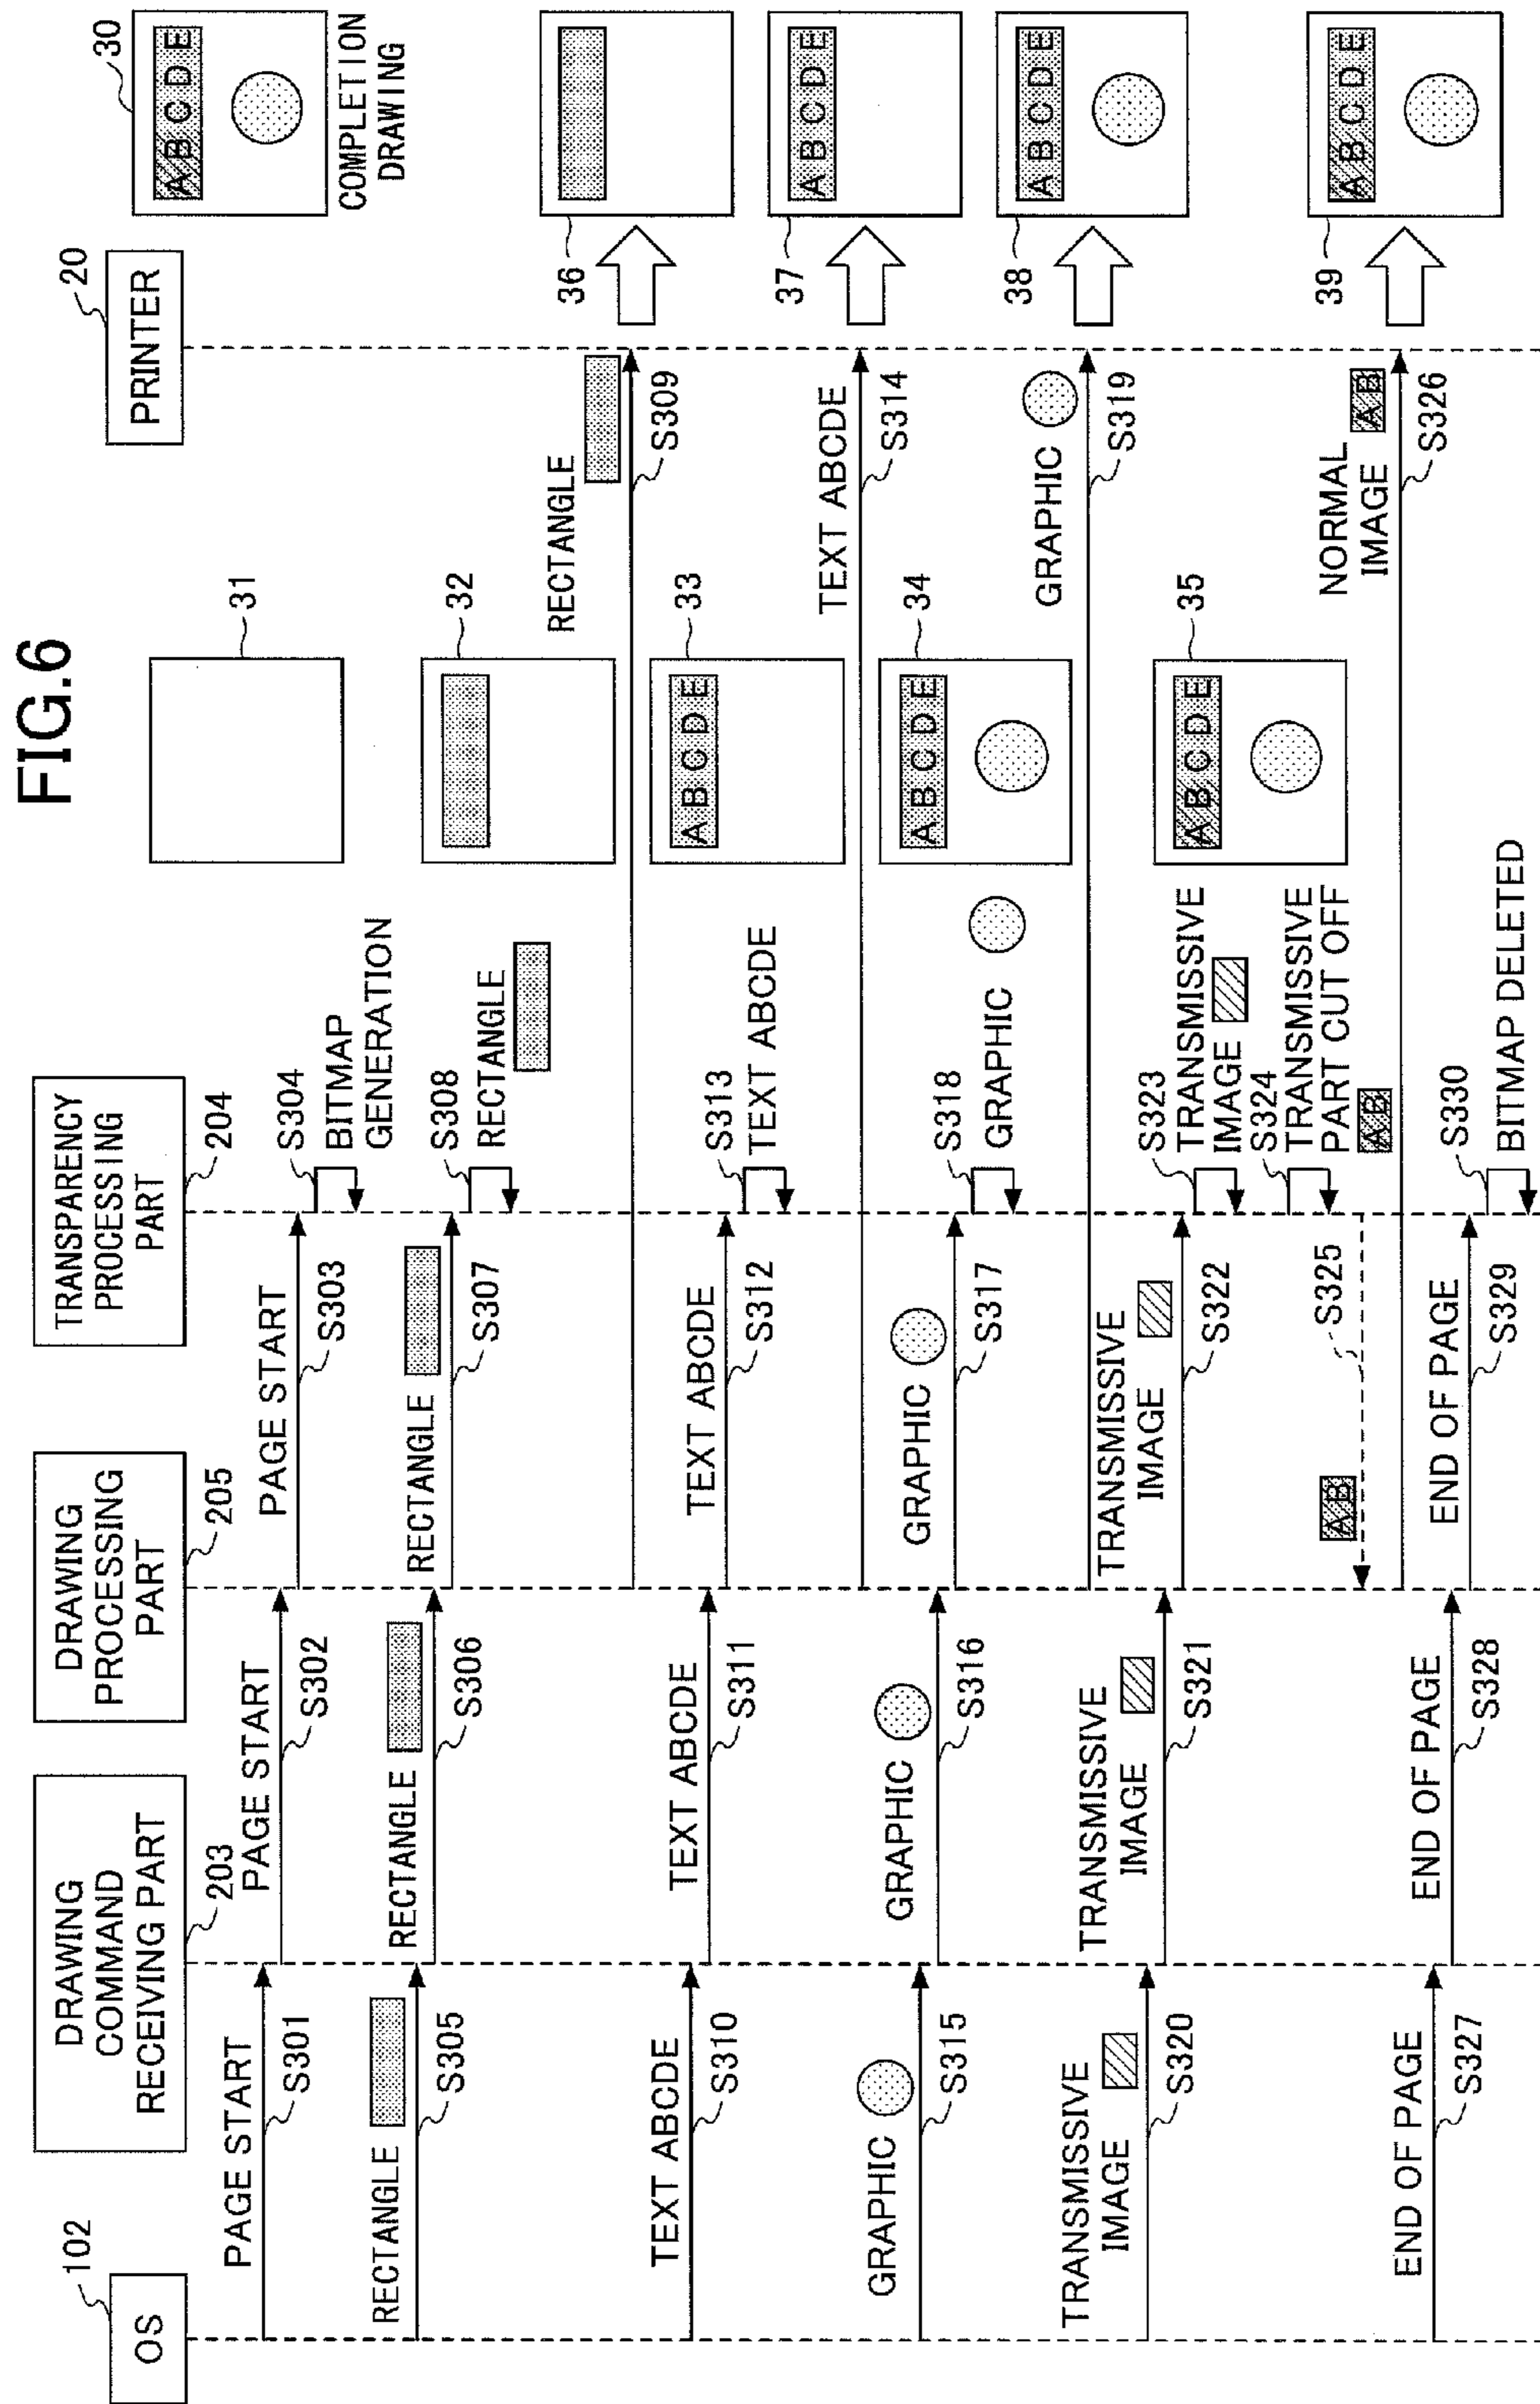 FIG.6
OS
102
DRAWING
COMMAND
RECEIVING PART
203
DRAWING
PROCESSING
PART
205
TRANSPARENCY
PROCESSING
PART
204
PRINTER
20
30
A B C D E
COMPLETION
DRAWING
PAGE START
S301
PAGE START
S302
PAGE START
S303
S304
BITMAP
GENERATION
31
RECTANGLE
S305
RECTANGLE
S306
RECTANGLE
S307
S308
RECTANGLE
32
RECTANGLE
S309
36
TEXT ABCDE
S310
TEXT ABCDE
S311
TEXT ABCDE
S312
S313
TEXT ABCDE
33
A B C D E
TEXT ABCDE
S314
37
A B C D E
GRAPHIC
S315
GRAPHIC
S316
GRAPHIC
S317
S318
GRAPHIC
34
A B C D E
GRAPHIC
S319
38
A B C D E
TRANSMISSIVE
IMAGE
S320
TRANSMISSIVE
IMAGE
S321
TRANSMISSIVE
IMAGE
S322
S323
TRANSMISSIVE
IMAGE
S324
TRANSMISSIVE
PART CUT OFF
A B
35
A B C D E
S325
A B
NORMAL
IMAGE
A B
S326
39
A B C D E
END OF PAGE
S327
END OF PAGE
S328
END OF PAGE
S329
S330
BITMAP DELETED